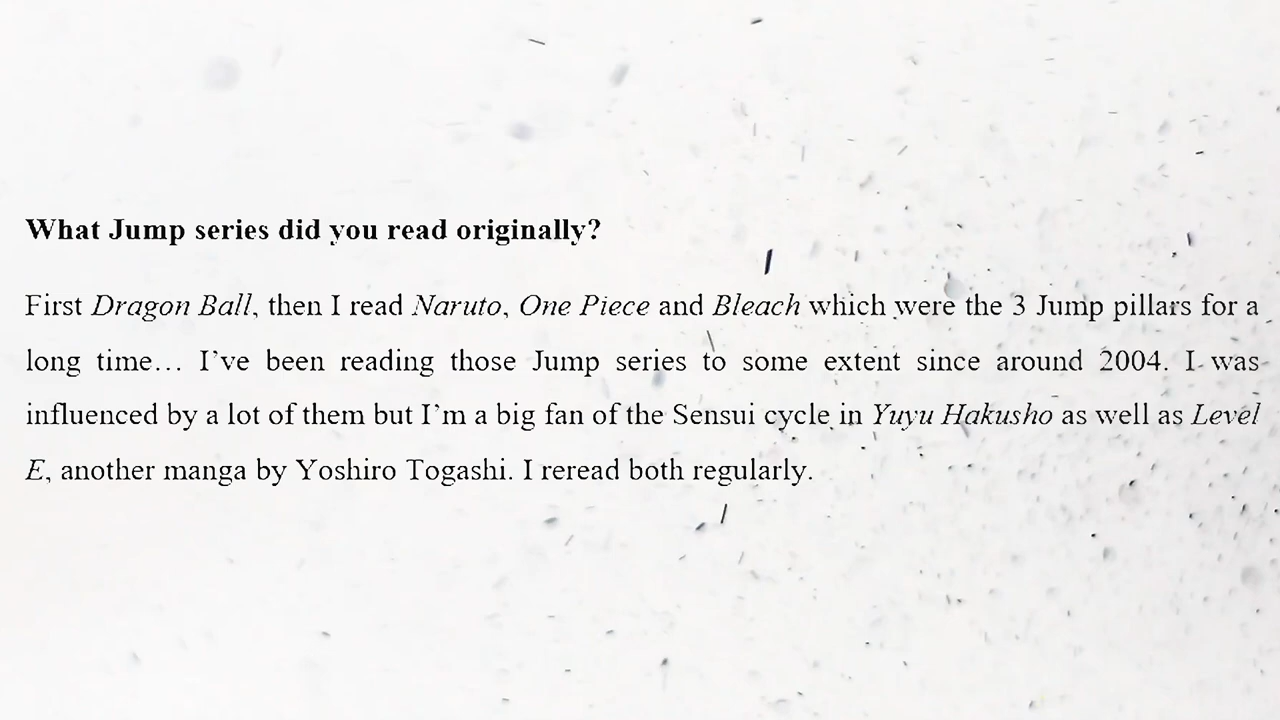 What Jump series did you read originally?
First Dragon Ball, then I read Naruto, One Piece and Bleach which were the 3 Jump pillars for a
long time… I’ve been reading those Jump series to some extent since around 2004. I was
influenced by a lot of them but I’m a big fan of the Sensui cycle in Yuyu Hakusho as well as Level
E, another manga by Yoshiro Togashi. I reread both regularly.